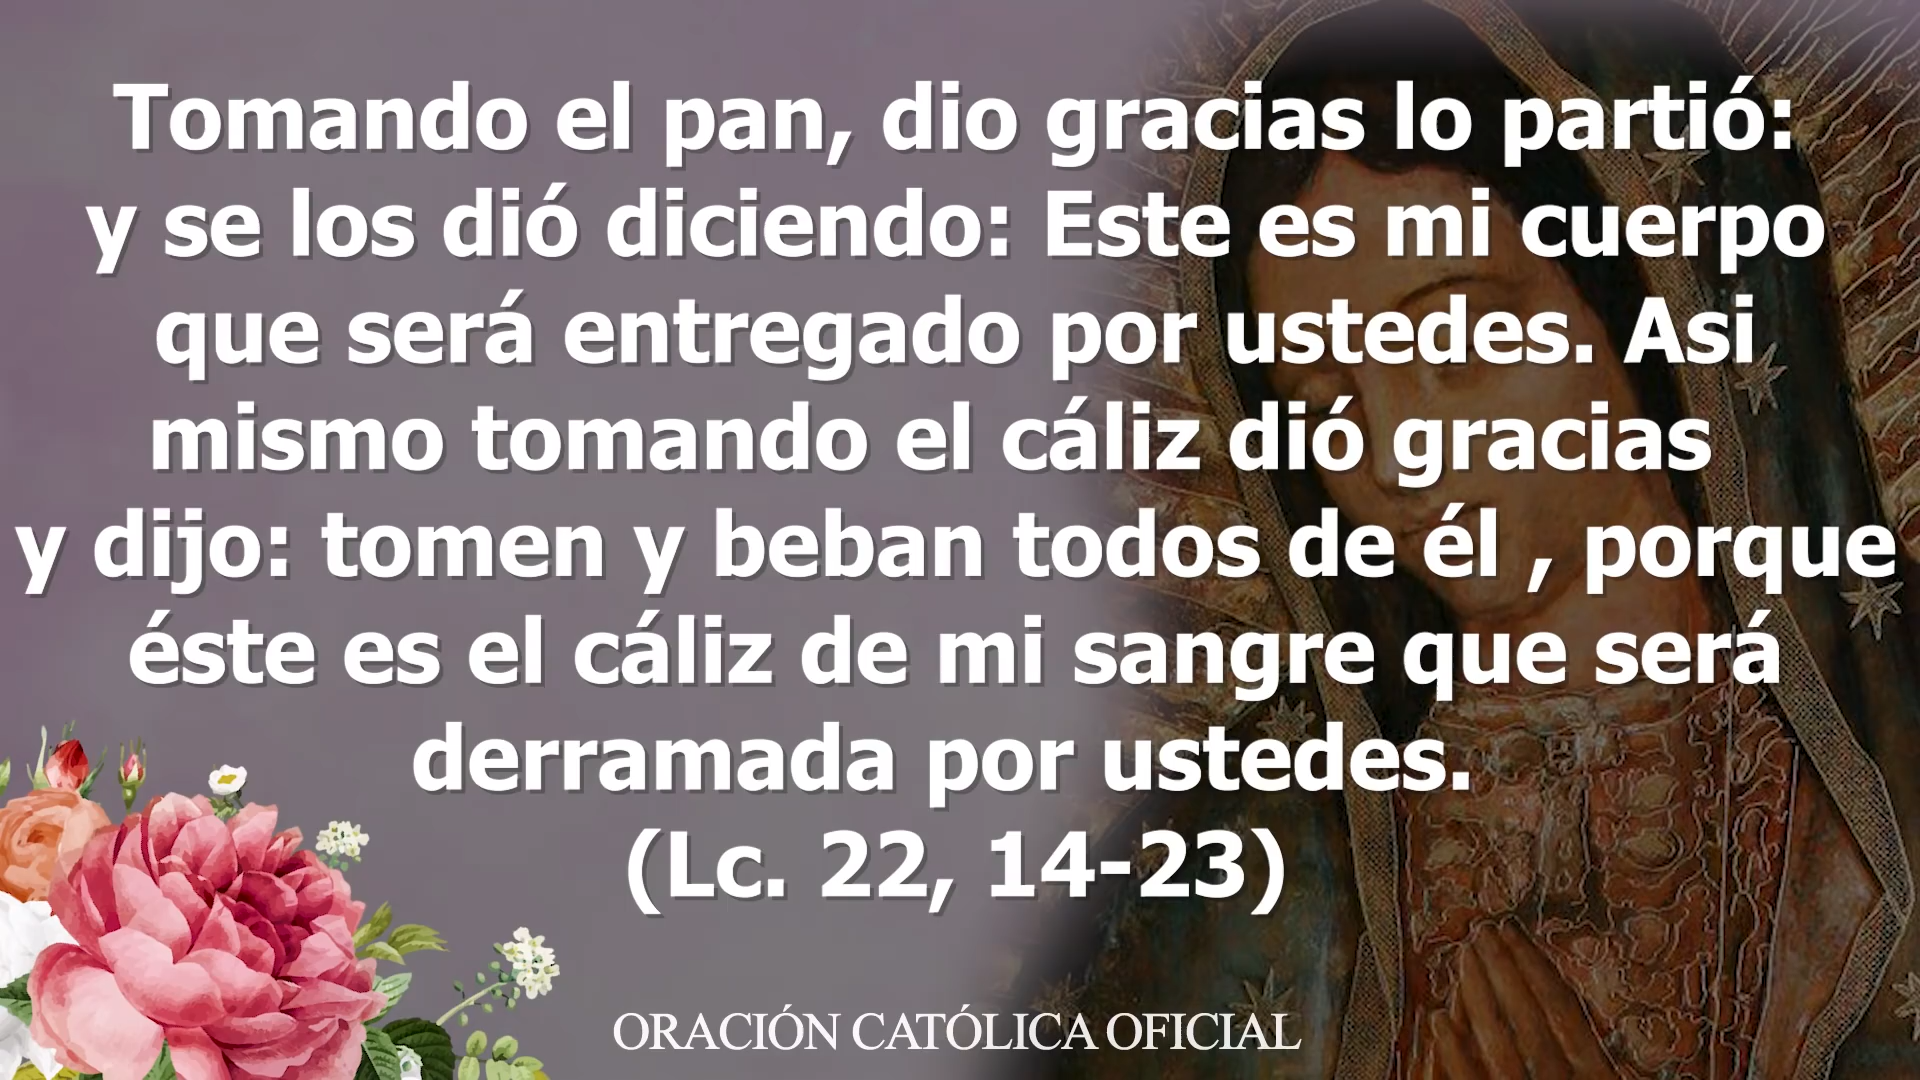 Tomando el pan, dio gracias lo partió:
y se los dió diciendo: Este es mi cuerpo
que será entregado por ustedes. Asi
mismo tomando el cáliz dió gracias
y dijo: tomen y beban todos de él , porque
éste es el cáliz de mi sangre que será
derramada por ustedes.
(Lc. 22, 14-23)
ORACIÓN CATÓLICA OFICIAL